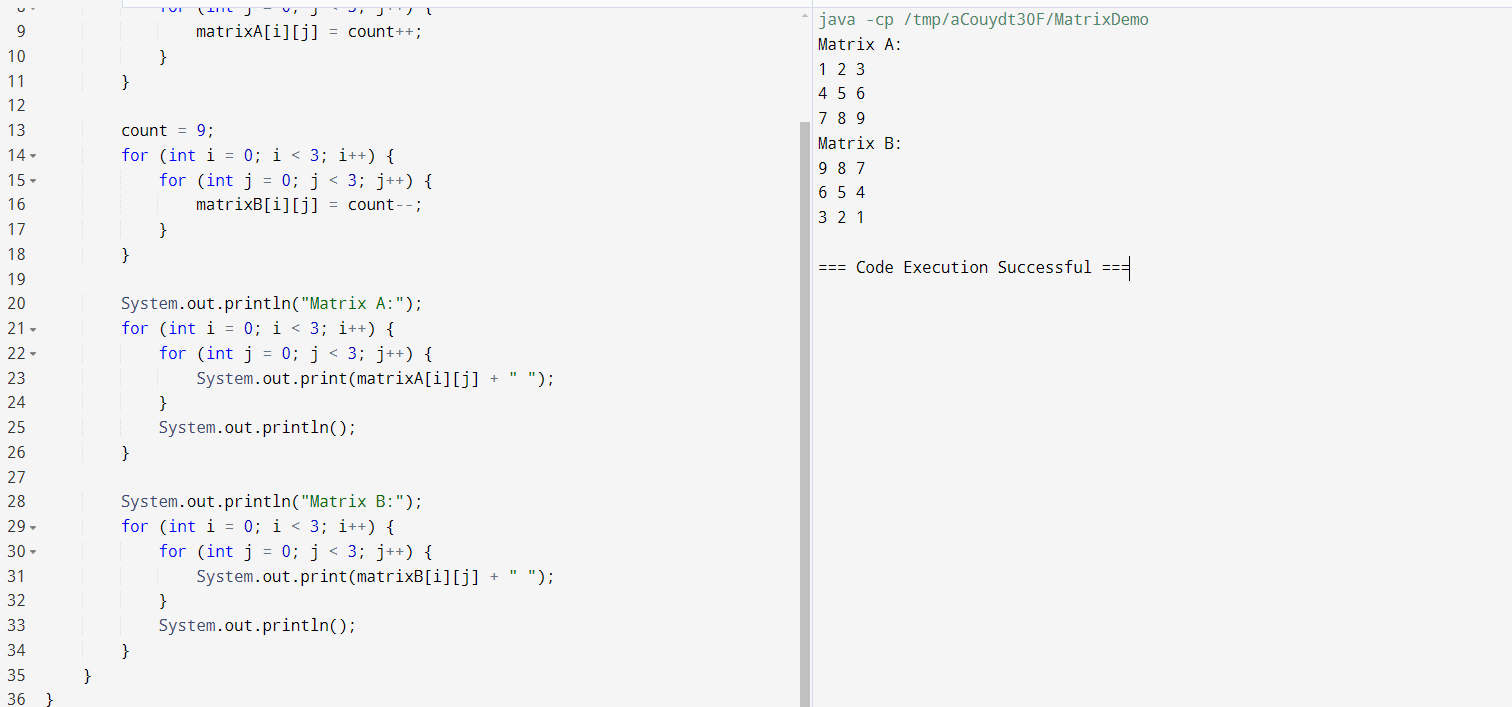 8 for (int j = 0; j < 3; j++) {
9 matrixA[i][j] = count++;
10 }
11 }
12
13 count = 9;
14 for (int i = 0; i < 3; i++) {
15 for (int j = 0; j < 3; j++) {
16 matrixB[i][j] = count--;
17 }
18 }
19
20 System.out.println("Matrix A:");
21 for (int i = 0; i < 3; i++) {
22 for (int j = 0; j < 3; j++) {
23 System.out.print(matrixA[i][j] + " ");
24 }
25 System.out.println();
26 }
27
28 System.out.println("Matrix B:");
29 for (int i = 0; i < 3; i++) {
30 for (int j = 0; j < 3; j++) {
31 System.out.print(matrixB[i][j] + " ");
32 }
33 System.out.println();
34 }
35 }
36 }
java -cp /tmp/aCouydt3OF/MatrixDemo
Matrix A:
1 2 3
4 5 6
7 8 9
Matrix B:
9 8 7
6 5 4
3 2 1
=== Code Execution Successful ===